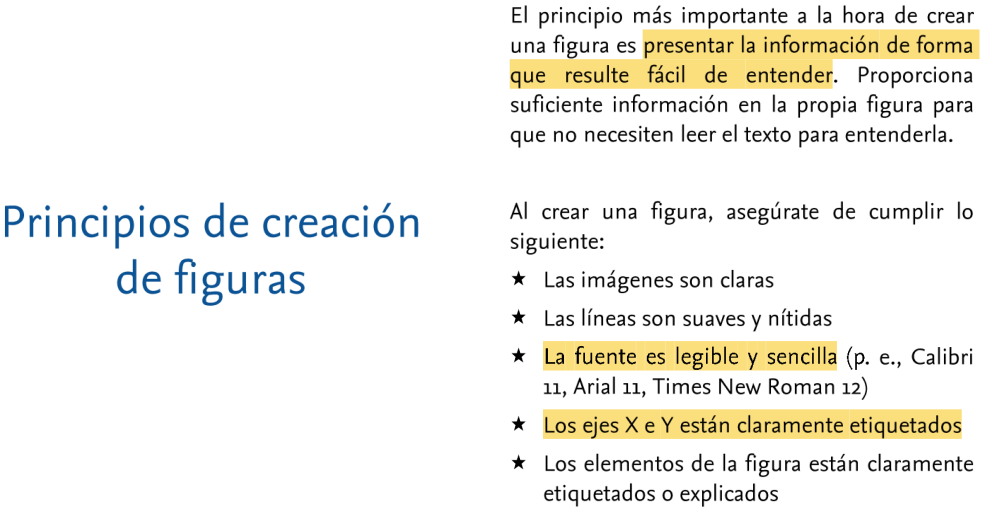 Principios de creación
de figuras
El principio más importante a la hora de crear
una figura es presentar la información de forma
que resulte fácil de entender. Proporciona
suficiente información en la propia figura para
que no necesiten leer el texto para entenderla.
Al crear una figura, asegúrate de cumplir lo
siguiente:
★ Las imágenes son claras
★ Las líneas son suaves y nítidas
★ La fuente es legible y sencilla (p. e., Calibri
11, Arial 11, Times New Roman 12)
★ Los ejes X e Y están claramente etiquetados
★ Los elementos de la figura están claramente
etiquetados o explicados